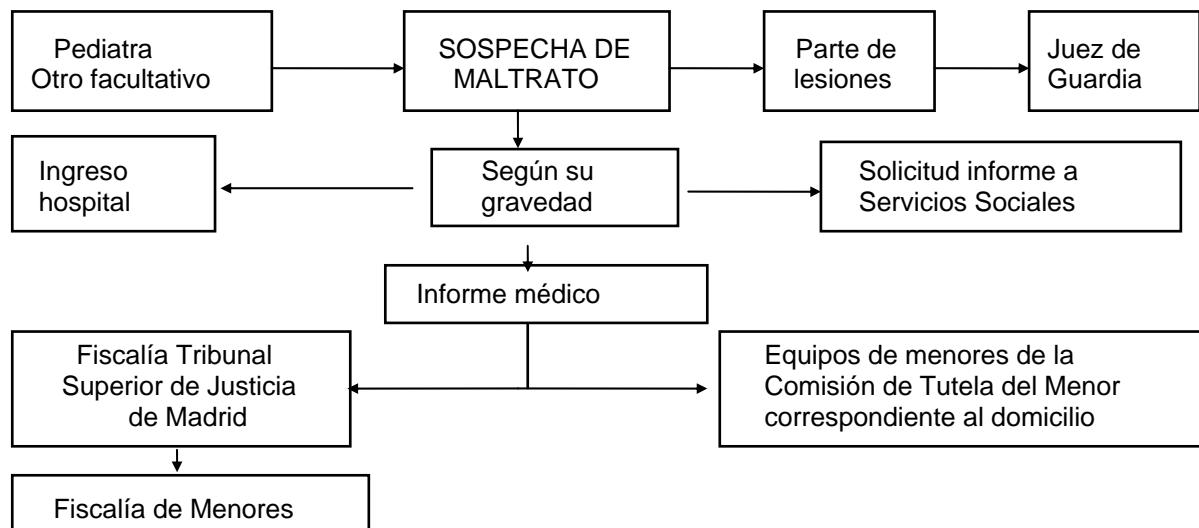 Pediatra
Otro facultativo
SOSPECHA DE
MALTRATO
Parte de
lesiones
Juez de
Guardia
Ingreso
hospital
Según su
gravedad
Solicitud informe a
Servicios Sociales
Informe médico
Fiscalía Tribunal
Superior de Justicia
de Madrid
Equipos de menores de la
Comisión de Tutela del Menor
correspondiente al domicilio
Fiscalía de Menores